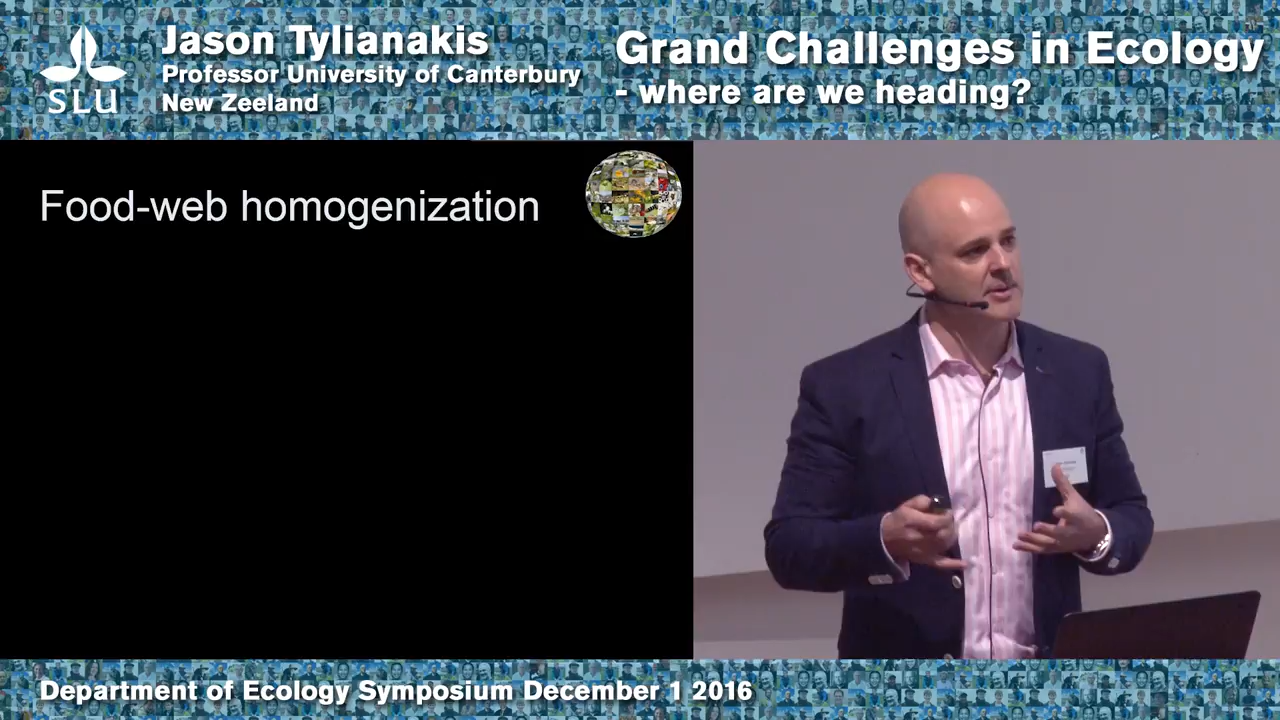 SLU
Jason Tylianakis
Professor University of Canterbury
New Zeeland
Grand Challenges in Ecology
- where are we heading?
Food-web homogenization
Department of Ecology Symposium December 1 2016